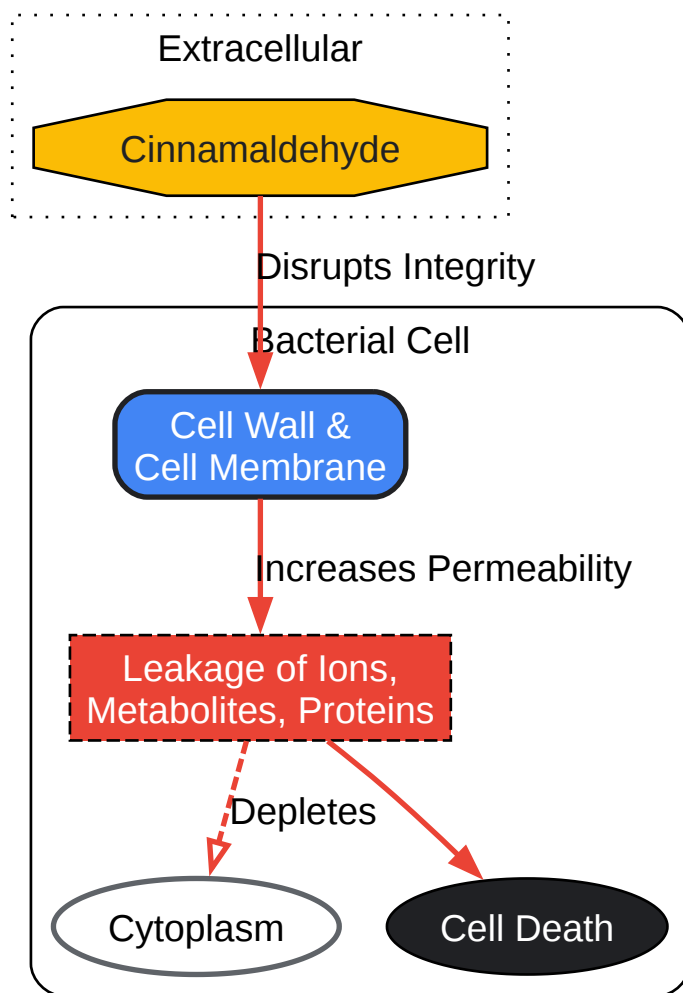 Extracellular
Cinnamaldehyde
Disrupts Integrity
Bacterial Cell
Cell Wall &
Cell Membrane
Increases Permeability
Leakage of Ions,
Metabolites, Proteins
Depletes
Cytoplasm
Cell Death